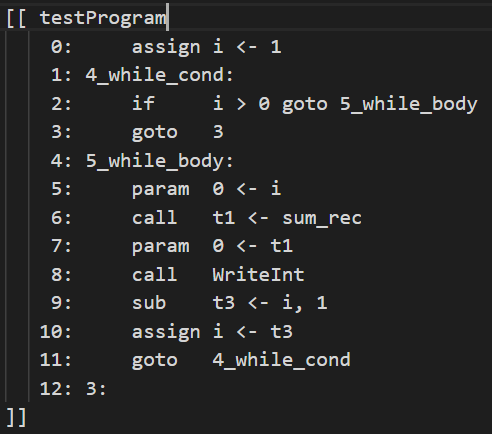 [[ testProgram
0: assign i <- 1
1: 4_while_cond:
2: if i > 0 goto 5_while_body
3: goto 3
4: 5_while_body:
5: param 0 <- i
6: call t1 <- sum_rec
7: param 0 <- t1
8: call WriteInt
9: sub t3 <- i, 1
10: assign i <- t3
11: goto 4_while_cond
12: 3:
]]